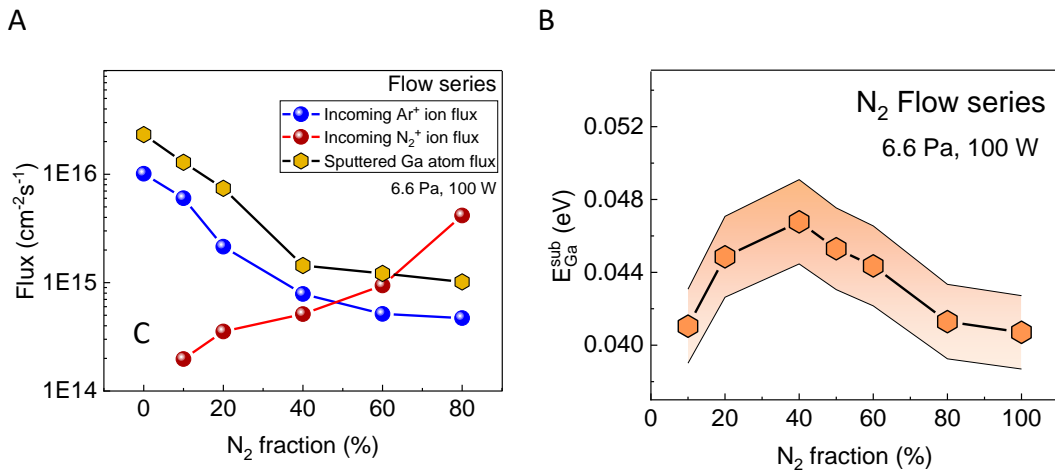 A
B
Flow series
Incoming Ar⁺ ion flux
Incoming N₂⁺ ion flux
Sputtered Ga atom flux
6.6 Pa, 100 W
1E16
1E15
1E14
Flux (cm⁻²s⁻¹)
C
0 20 40 60 80
N₂ fraction (%)
N₂ Flow series
6.6 Pa, 100 W
0.052
0.048
0.044
0.040
E_Ga^sub (eV)
0 20 40 60 80 100
N₂ fraction (%)